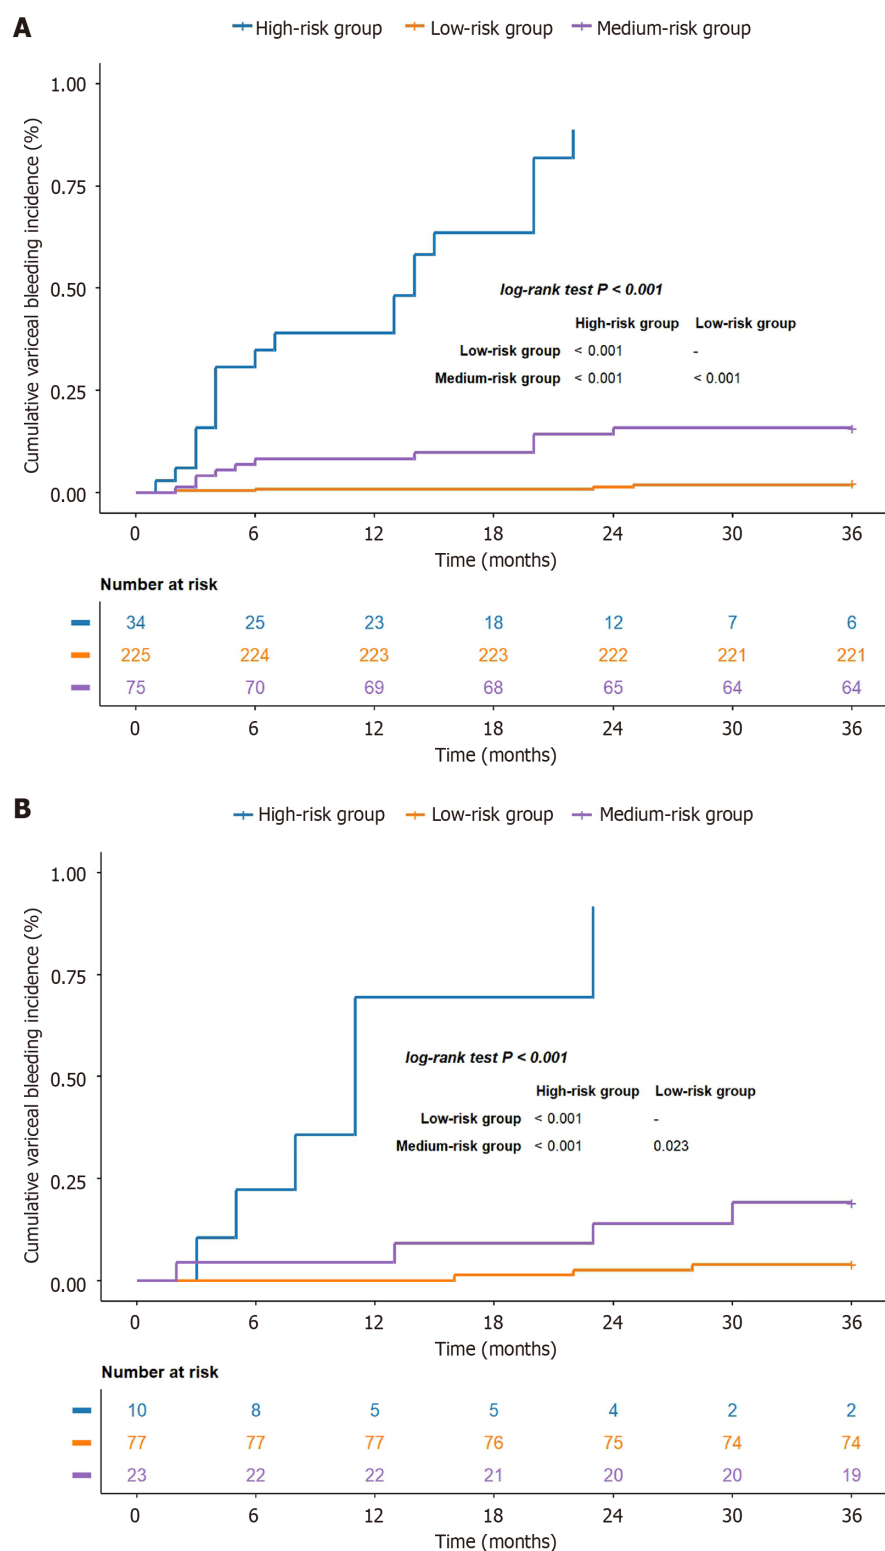 A
High-risk group Low-risk group Medium-risk group
Cumulative variceal bleeding incidence (%)
1.00
0.75
0.50
0.25
0.00
log-rank test P < 0.001
High-risk group Low-risk group
Low-risk group < 0.001 -
Medium-risk group < 0.001 < 0.001
0 6 12 18 24 30 36
Time (months)
Number at risk
34 25 23 18 12 7 6
225 224 223 223 222 221 221
75 70 69 68 65 64 64
0 6 12 18 24 30 36
Time (months)
B
High-risk group Low-risk group Medium-risk group
Cumulative variceal bleeding incidence (%)
1.00
0.75
0.50
0.25
0.00
log-rank test P < 0.001
High-risk group Low-risk group
Low-risk group < 0.001 -
Medium-risk group < 0.001 0.023
0 6 12 18 24 30 36
Time (months)
Number at risk
10 8 5 5 4 2 2
77 77 77 76 75 74 74
23 22 22 21 20 20 19
0 6 12 18 24 30 36
Time (months)